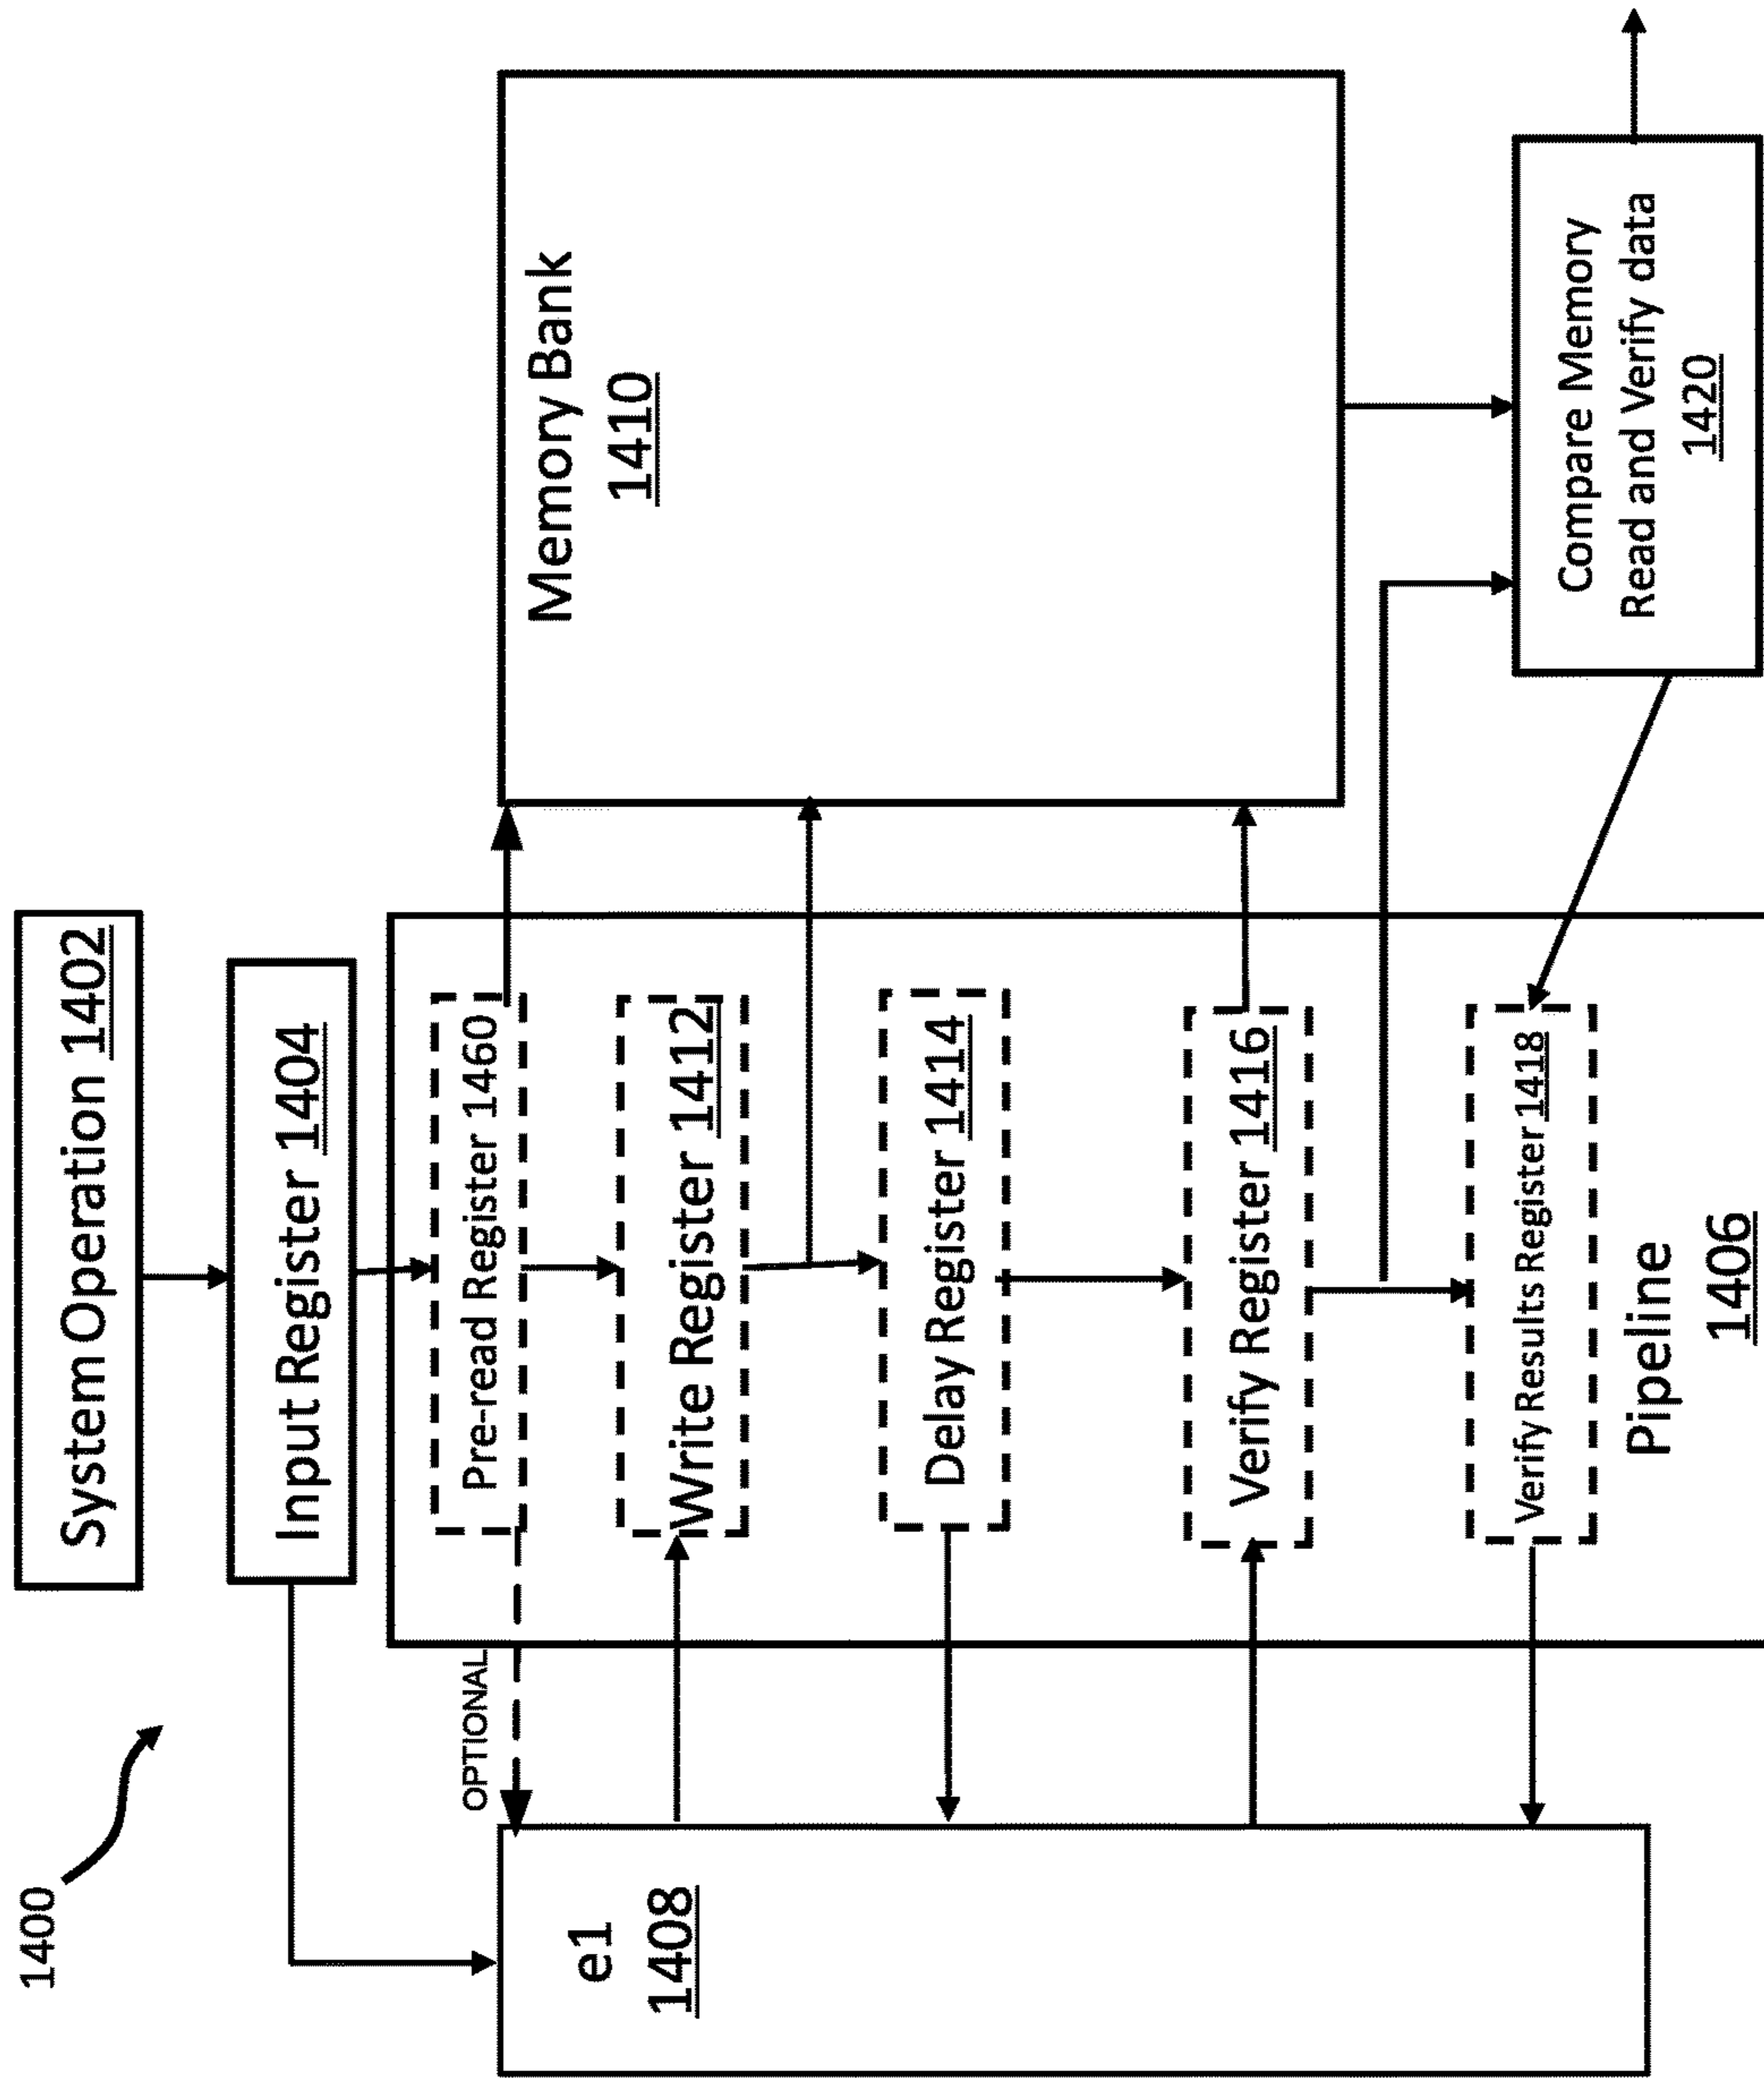 1400
System Operation 1402
Input Register 1404
OPTIONAL
Pre-read Register 1460
Write Register 1412
Delay Register 1414
Verify Register 1416
Verify Results Register 1418
Pipeline
1406
e1
1408
Memory Bank
1410
Compare Memory
Read and Verify data
1420